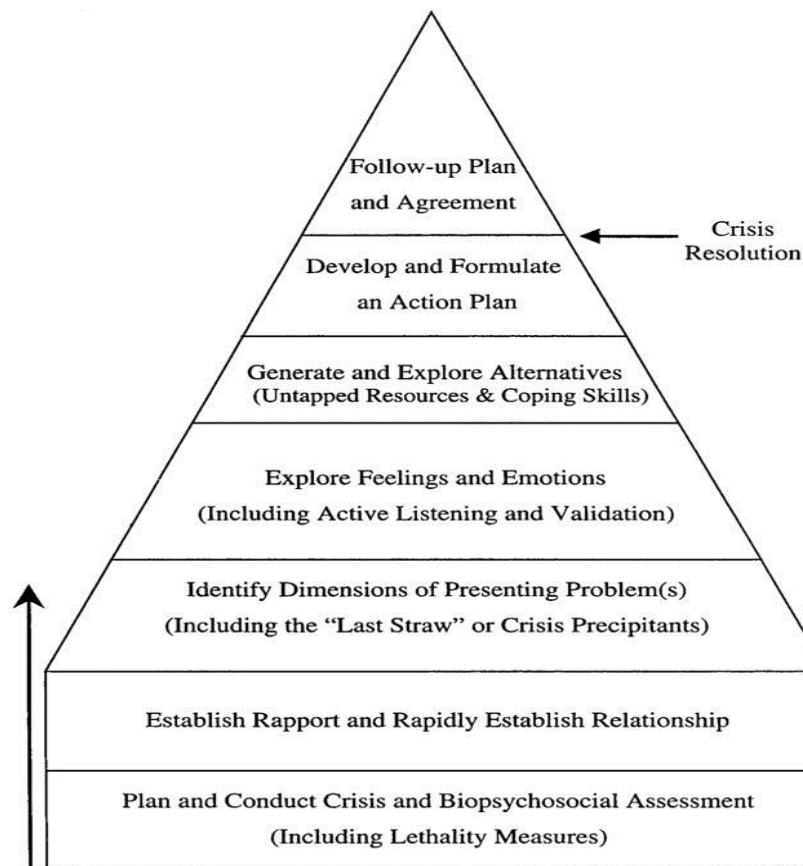 Follow-up Plan
and Agreement
Crisis
Resolution
Develop and Formulate
an Action Plan
Generate and Explore Alternatives
(Untapped Resources & Coping Skills)
Explore Feelings and Emotions
(Including Active Listening and Validation)
Identify Dimensions of Presenting Problem(s)
(Including the “Last Straw” or Crisis Precipitants)
Establish Rapport and Rapidly Establish Relationship
Plan and Conduct Crisis and Biopsychosocial Assessment
(Including Lethality Measures)